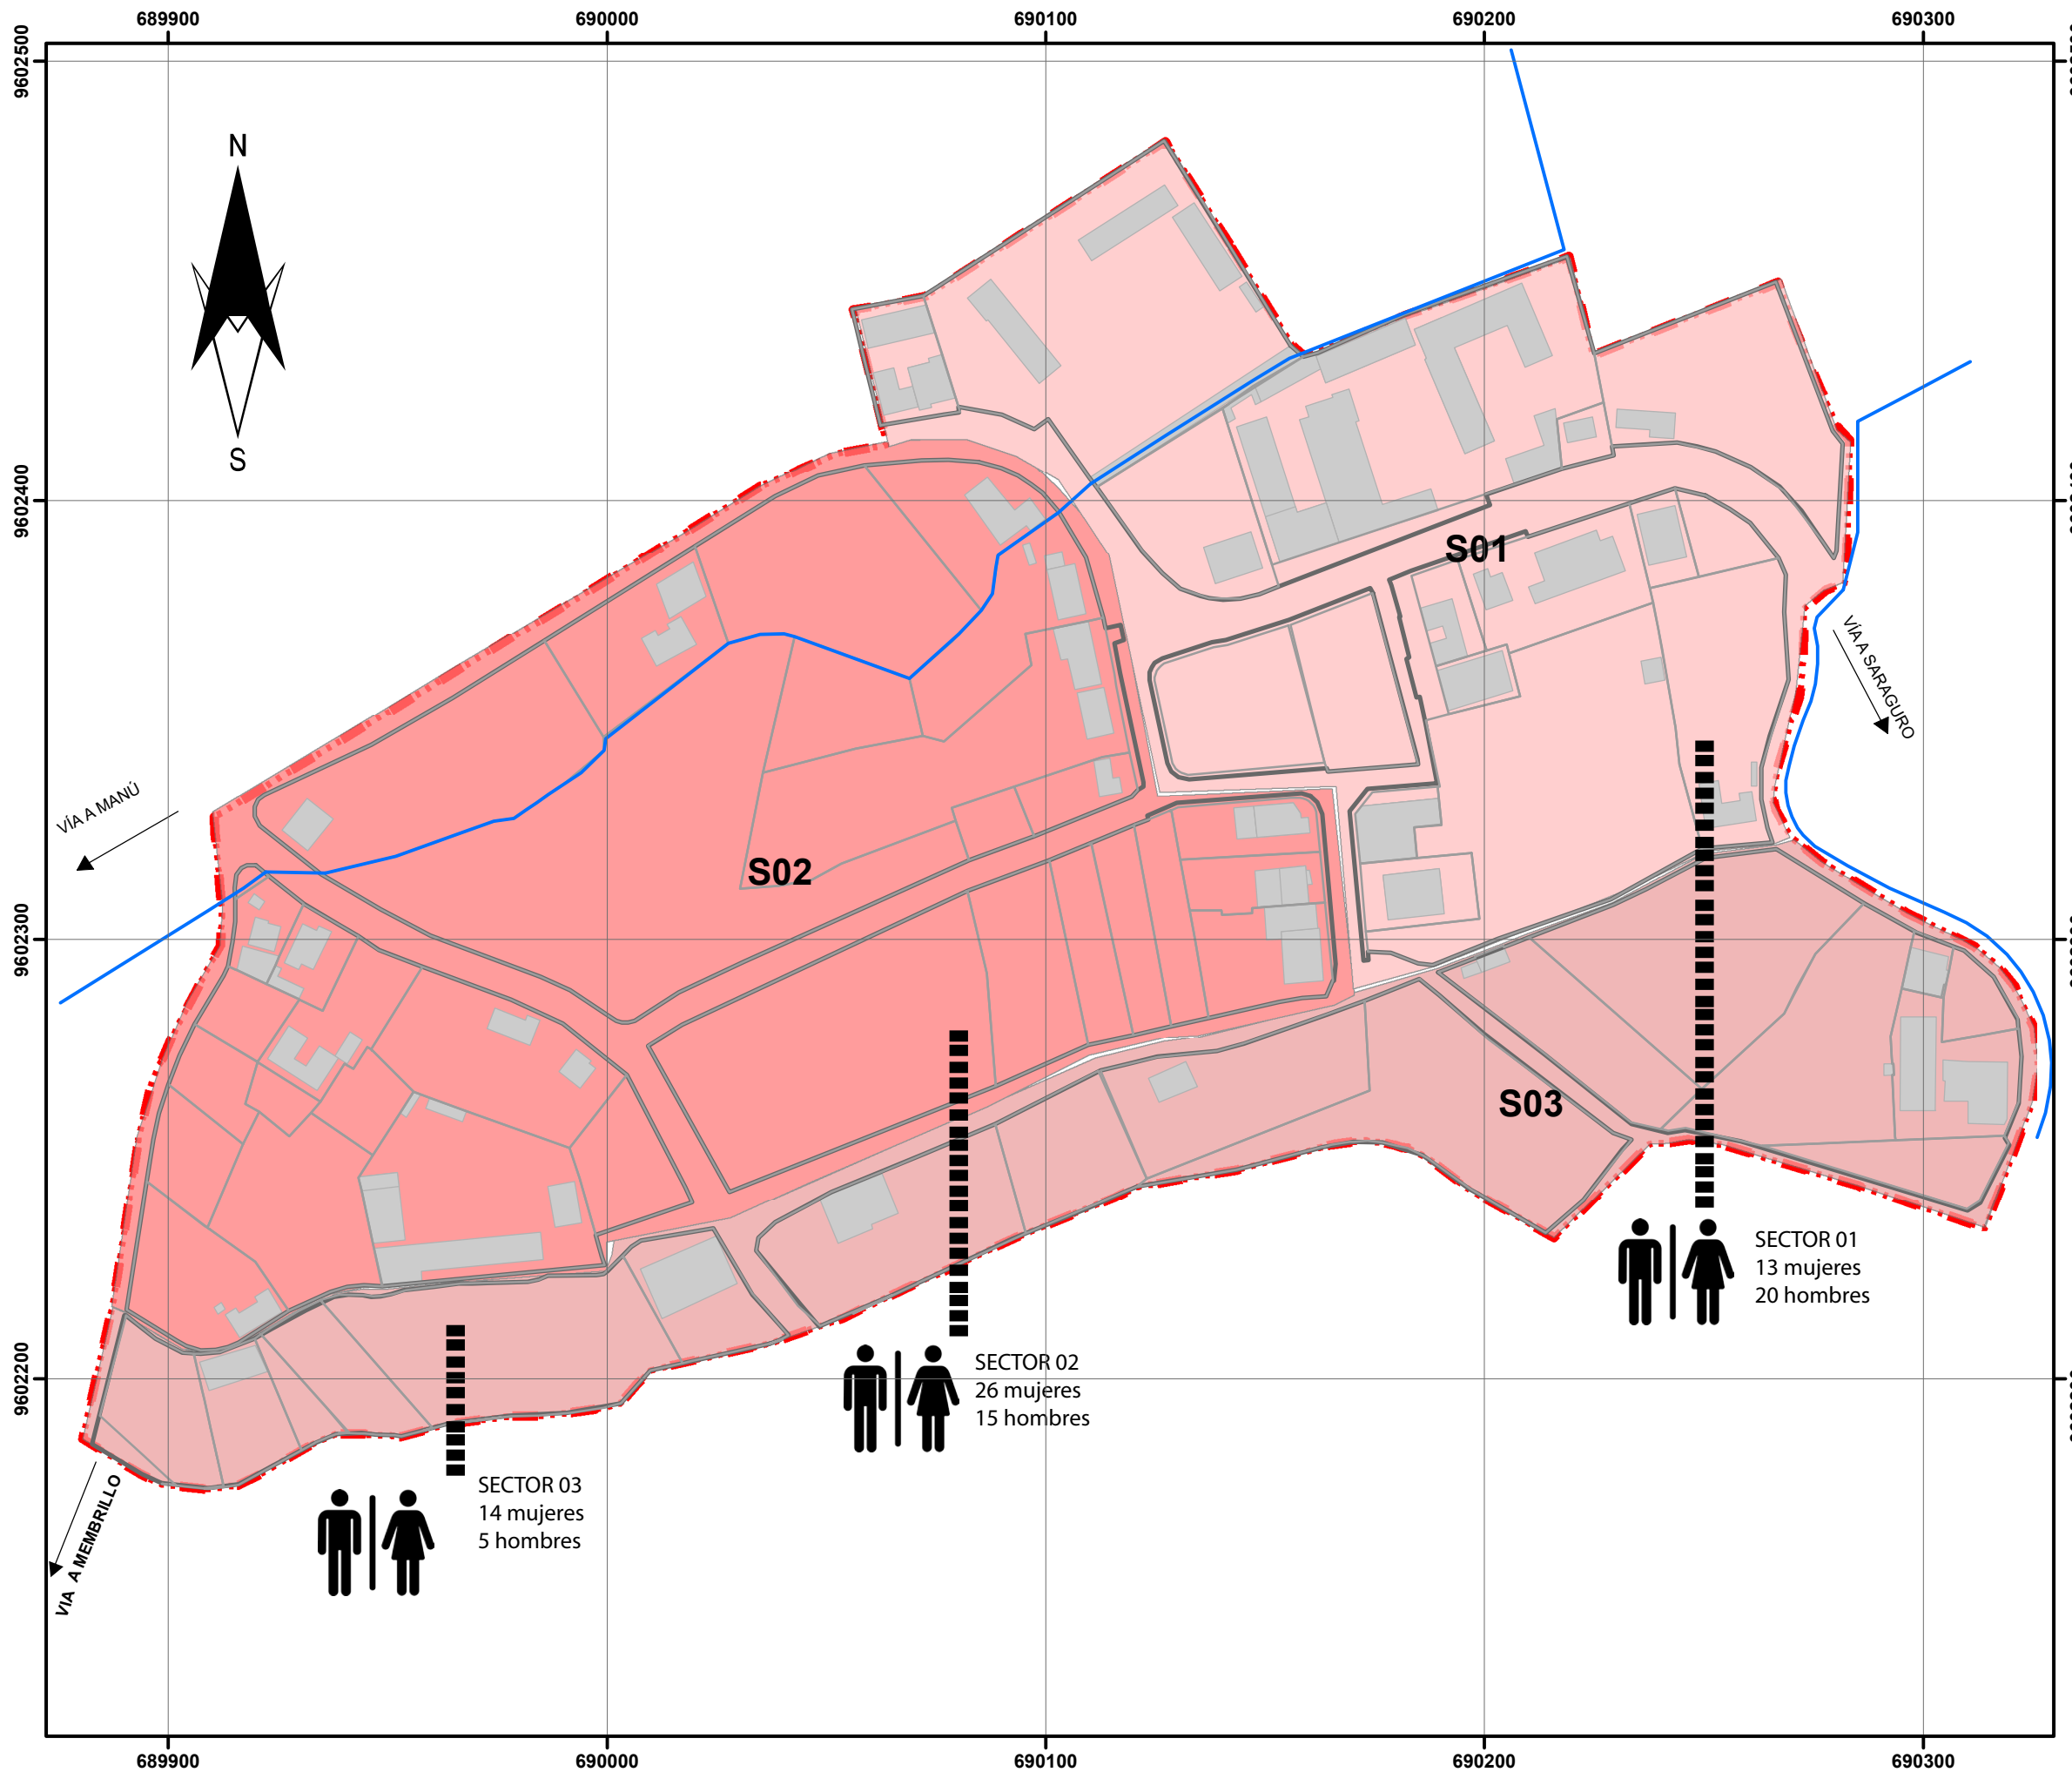 689900
690000
690100
690200
690300
9602500
9602400
9602300
9602200
N
S
S01
S02
S03
VÍA A MANÚ
VÍA A SARAGURO
VIA A MEMBRILLO
SECTOR 01
13 mujeres
20 hombres
SECTOR 02
26 mujeres
15 hombres
SECTOR 03
14 mujeres
5 hombres
689900
690000
690100
690200
690300